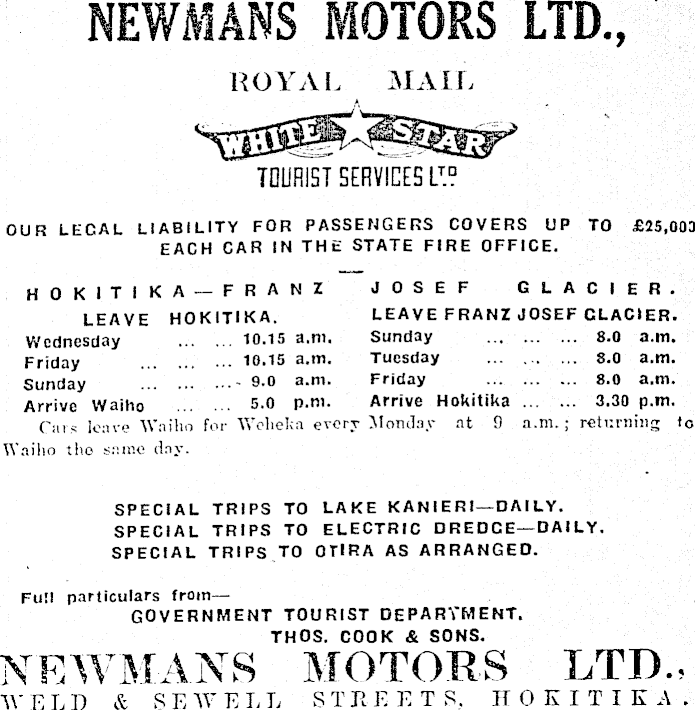 NEWMANS MOTORS LTD.,
ROYAL MAIL
WHITE STAR
TOURIST SERVICES LTD
OUR LEGAL LIABILITY FOR PASSENGERS COVERS UP TO £25,000
EACH CAR IN THE STATE FIRE OFFICE.
HOKITIKA—FRANZ JOSEF GLACIER.
LEAVE HOKITIKA.
Wednesday ... ... 10.15 a.m.
Friday ... ... ... 10.15 a.m.
Sunday ... ... ... 9.0 a.m.
Arrive Waiho ... ... 5.0 p.m.
LEAVE FRANZ JOSEF GLACIER.
Sunday ... ... ... 8.0 a.m.
Tuesday ... ... ... 8.0 a.m.
Friday ... ... ... 8.0 a.m.
Arrive Hokitika ... ... 3.30 p.m.
Cars leave Waiho for Weheka every Monday at 9 a.m.; returning to
Waiho the same day.
SPECIAL TRIPS TO LAKE KANIERI—DAILY.
SPECIAL TRIPS TO ELECTRIC DREDGE—DAILY.
SPECIAL TRIPS TO OTIRA AS ARRANGED.
Full particulars from—
GOVERNMENT TOURIST DEPARTMENT.
THOS. COOK & SONS.
NEWMANS MOTORS LTD.,
WELD & SEWELL STREETS, HOKITIKA.